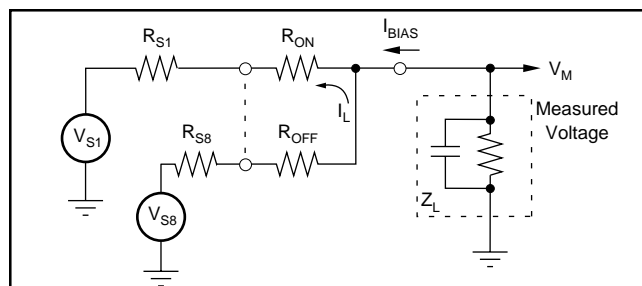 R_S1
R_ON
I_BIAS
V_M
I_L
Measured
Voltage
V_S1
R_S8
R_OFF
Z_L
V_S8